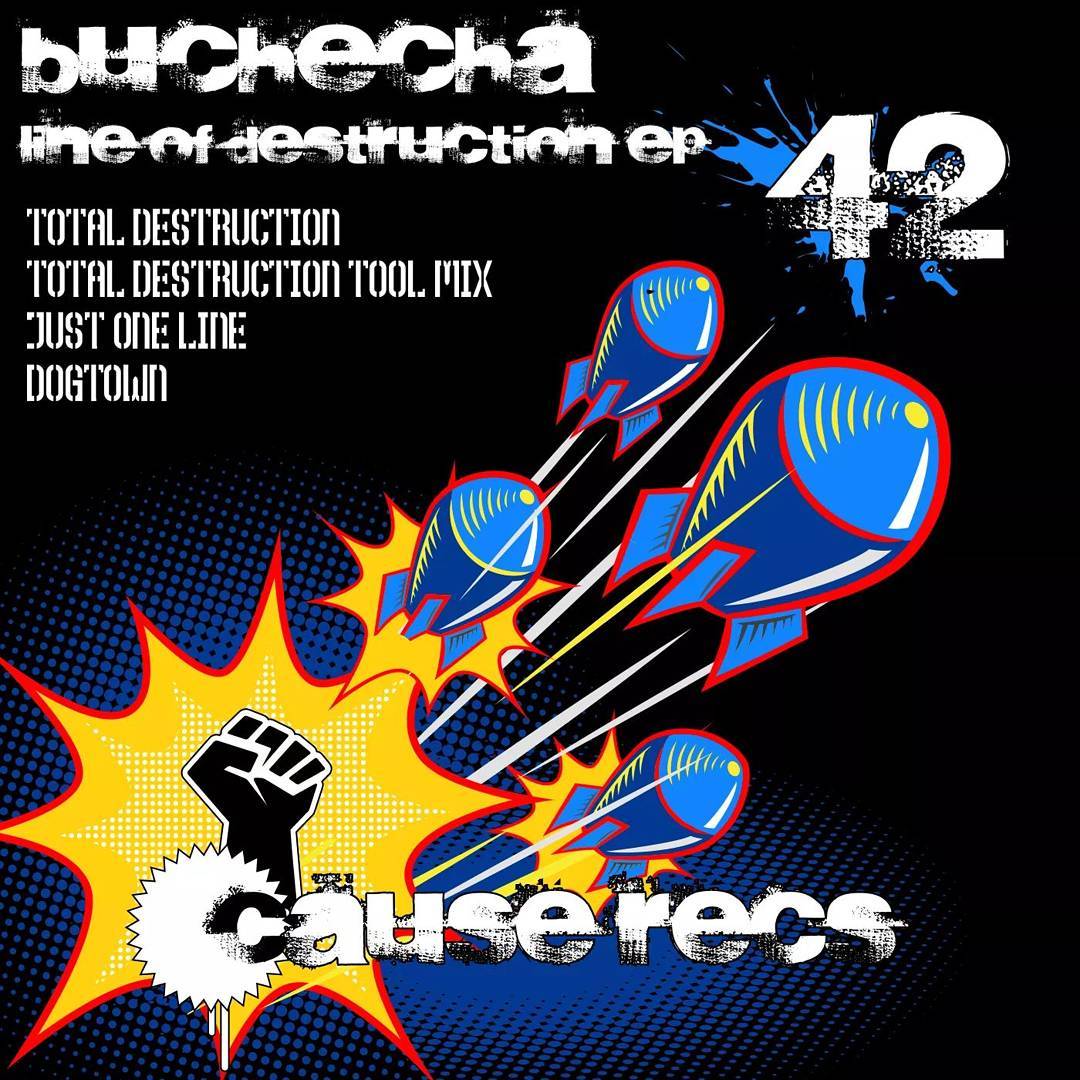 buchecha
line of destruction ep
42
TOTAL DESTRUCTION
TOTAL DESTRUCTION TOOL MIX
JUST ONE LINE
DOGTOWN
cause recs